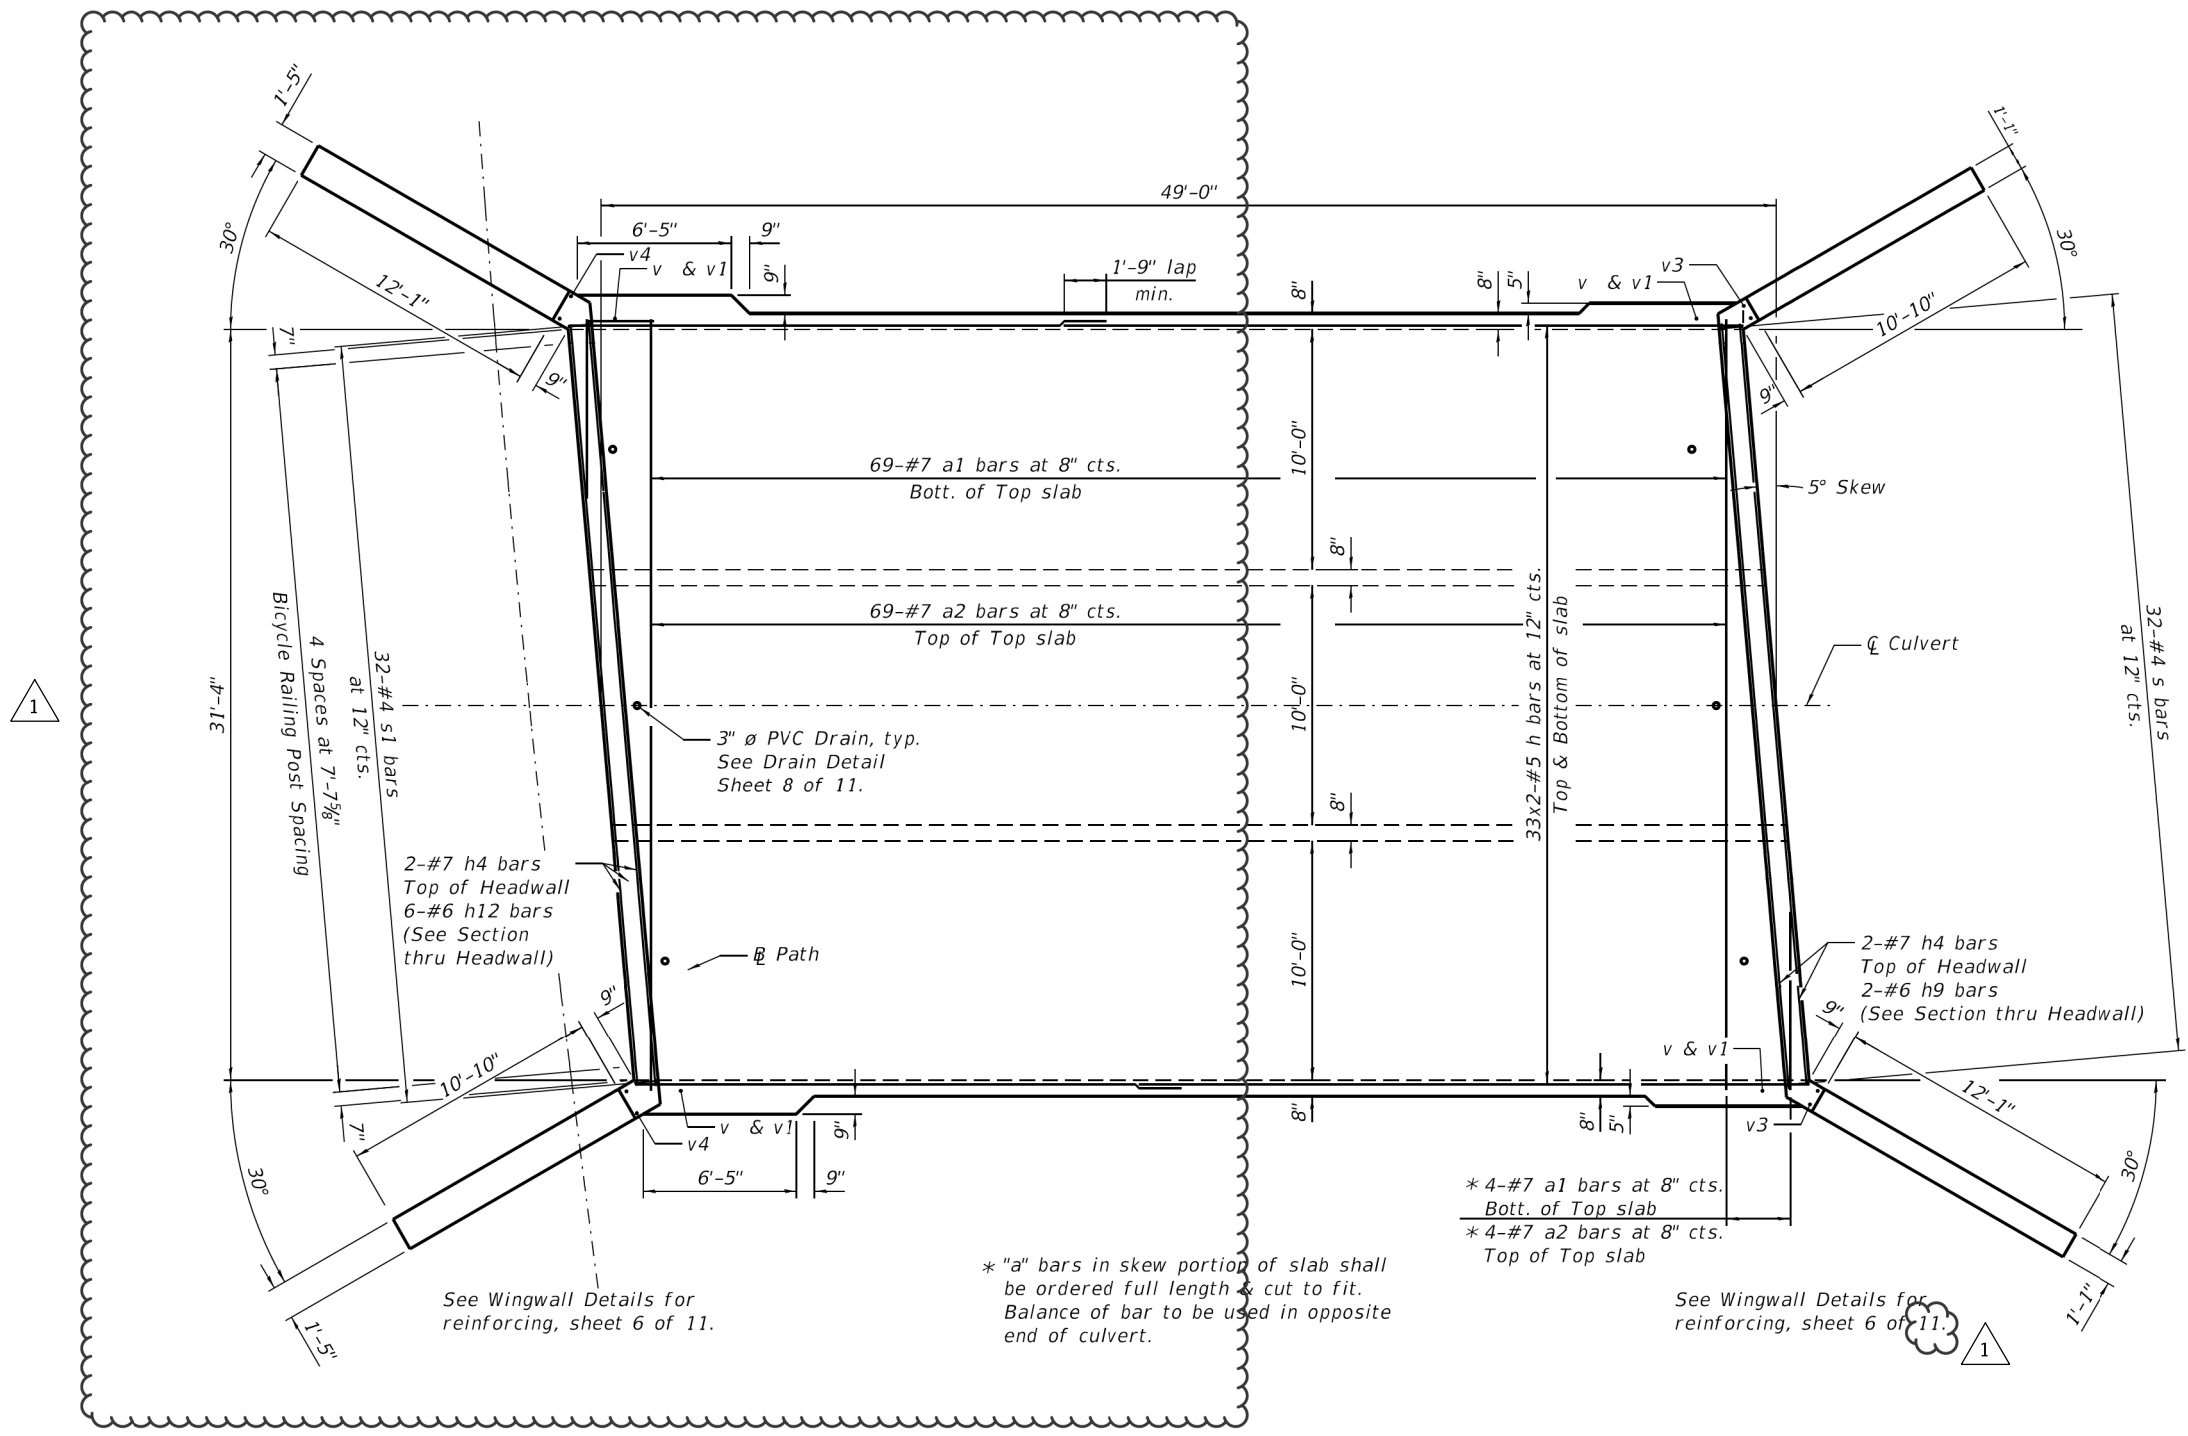 1'-5"
1'-1"
49'-0"
6'-5"
9"
v4
v & v1
9"
1'-9" lap
min.
8"
8"
5"
v3
v & v1
30°
30°
12'-1"
10'-10"
7"
9"
9"
69-#7 a1 bars at 8" cts.
Bott. of Top slab
10'-0"
5° Skew
8"
69-#7 a2 bars at 8" cts.
Top of Top slab
33x2-#5 h bars at 12" cts.
Top & Bottom of slab
℄ Culvert
32-#4 s bars
at 12" cts.
1
31'-4"
Bicycle Railing Post Spacing
4 Spaces at 7'-7⅝"
32-#4 s1 bars
at 12" cts.
10'-0"
3" ø PVC Drain, typ.
See Drain Detail
Sheet 8 of 11.
8"
2-#7 h4 bars
Top of Headwall
6-#6 h12 bars
(See Section
thru Headwall)
BL Path
10'-0"
2-#7 h4 bars
Top of Headwall
2-#6 h9 bars
(See Section thru Headwall)
9"
9"
10'-10"
v & v1
12'-1"
7"
v & v1
v4
9"
8"
8"
5"
v3
30°
6'-5"
9"
30°
* 4-#7 a1 bars at 8" cts.
Bott. of Top slab
* 4-#7 a2 bars at 8" cts.
Top of Top slab
* "a" bars in skew portion of slab shall
be ordered full length & cut to fit.
Balance of bar to be used in opposite
end of culvert.
See Wingwall Details for
reinforcing, sheet 6 of 11.
See Wingwall Details for
reinforcing, sheet 6 of 11.
1'-5"
1'-1"
1